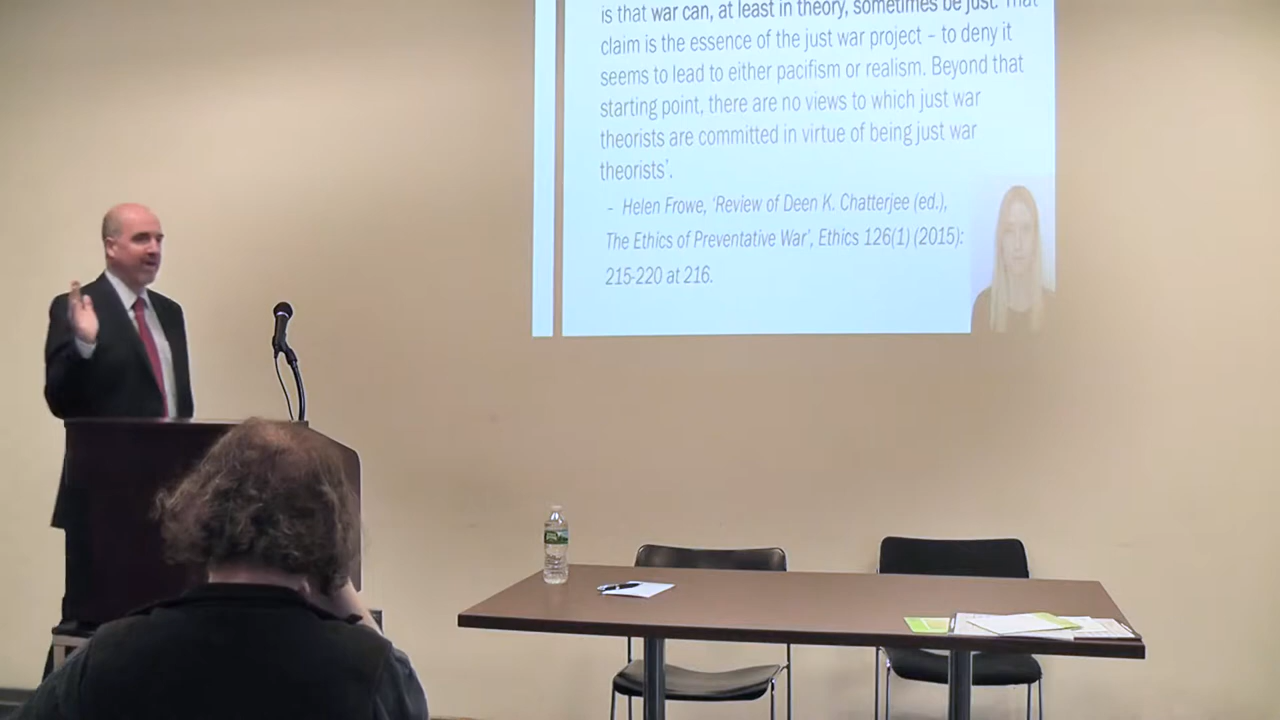 is that war can, at least in theory, sometimes be just. That
claim is the essence of the just war project – to deny it
seems to lead to either pacifism or realism. Beyond that
starting point, there are no views to which just war
theorists are committed in virtue of being just war
theorists’.
- Helen Frowe, ‘Review of Deen K. Chatterjee (ed.),
The Ethics of Preventative War’, Ethics 126(1) (2015):
215-220 at 216.